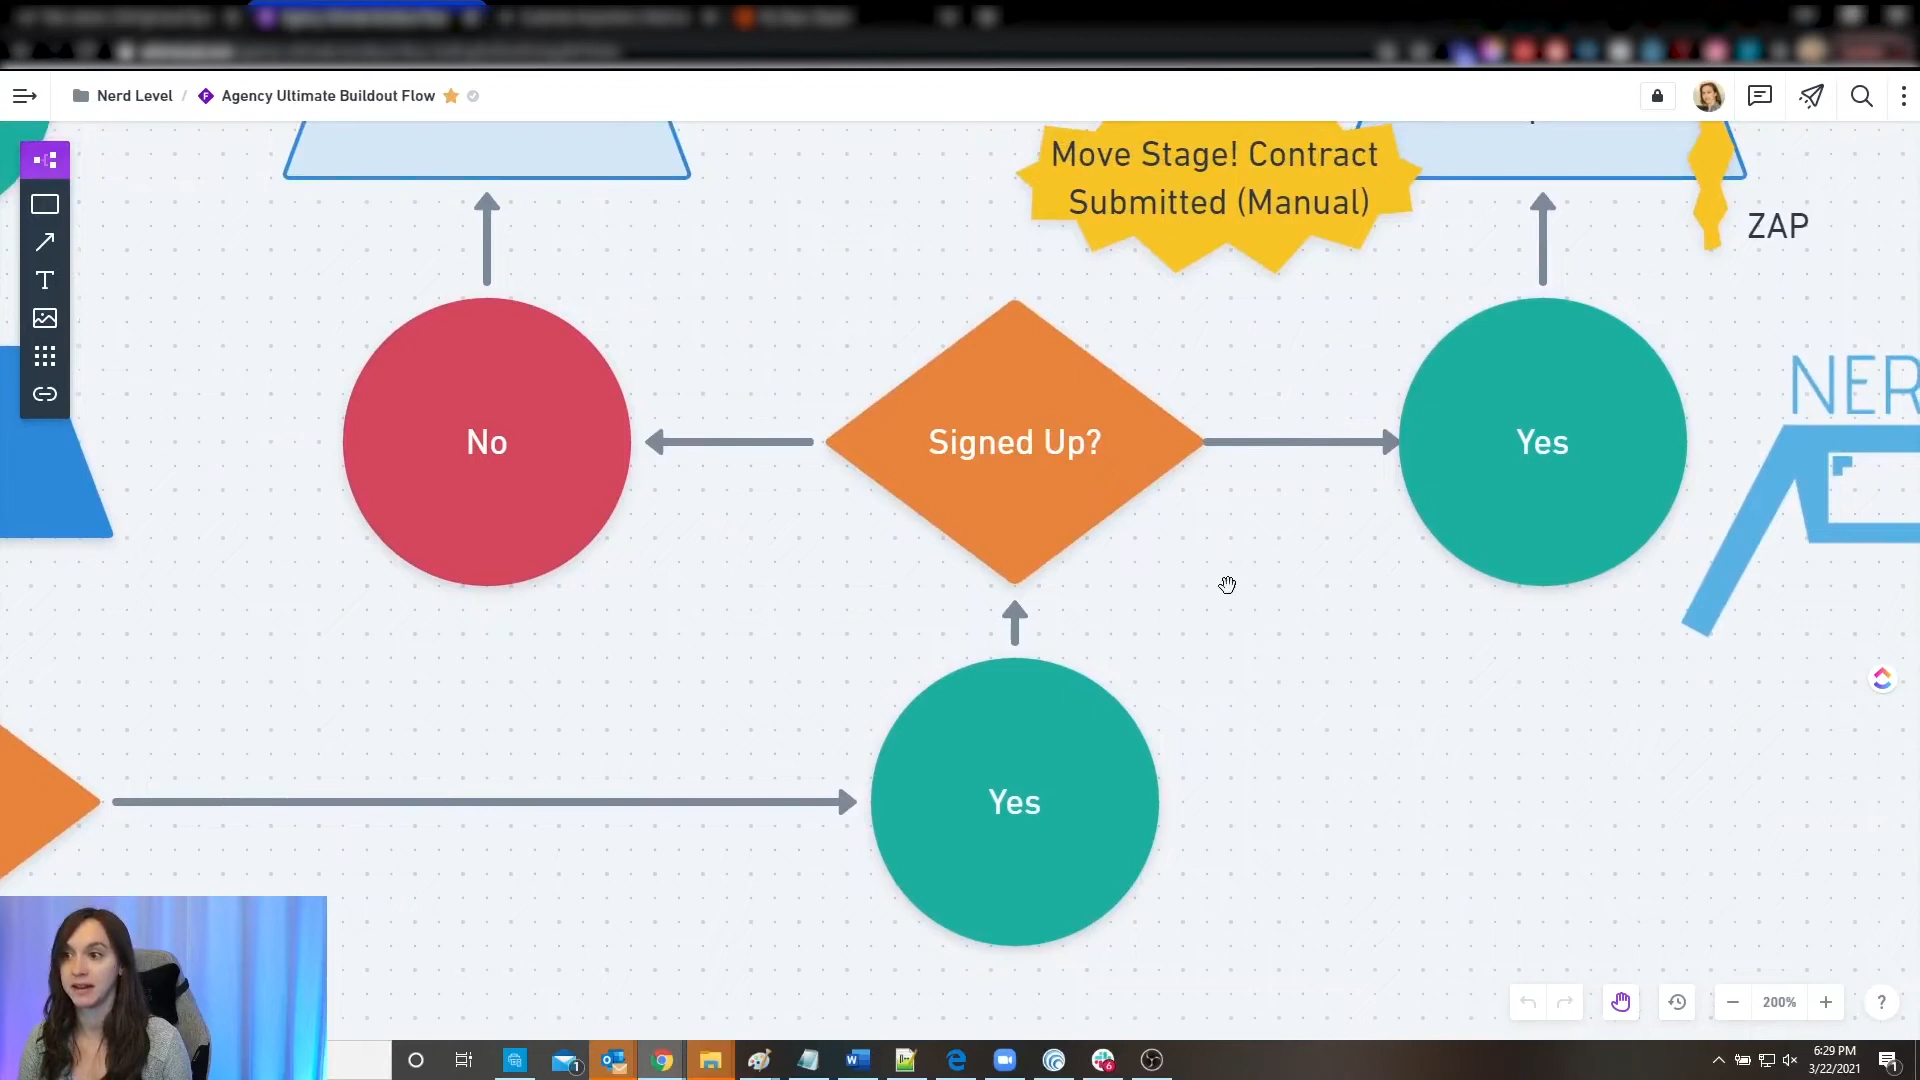 Nerd Level / Agency Ultimate Buildout Flow
Move Stage! Contract
Submitted (Manual)
ZAP
No
Signed Up?
Yes
NER
Yes
200%
?
6:29 PM
3/22/2021